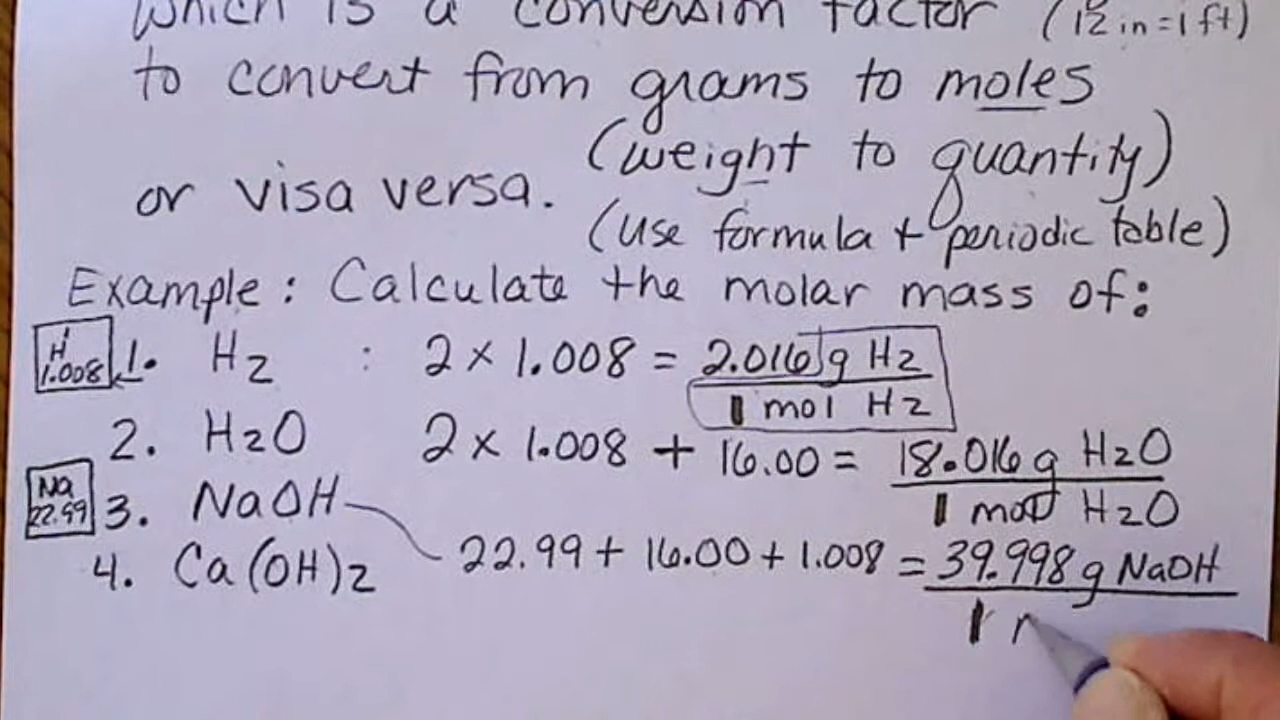 which is a conversion factor (12 in = 1 ft)
to convert from grams to moles
(weight to quantity)
or visa versa.
(use formula + periodic table)
Example: Calculate the molar mass of:
H 1.008
1. H2 : 2 × 1.008 = 2.016 g H2
1 mol H2
2. H2O 2 × 1.008 + 16.00 = 18.016 g H2O
1 mol H2O
Na 22.99
3. NaOH
22.99 + 16.00 + 1.008 = 39.998 g NaOH
1
4. Ca(OH)2